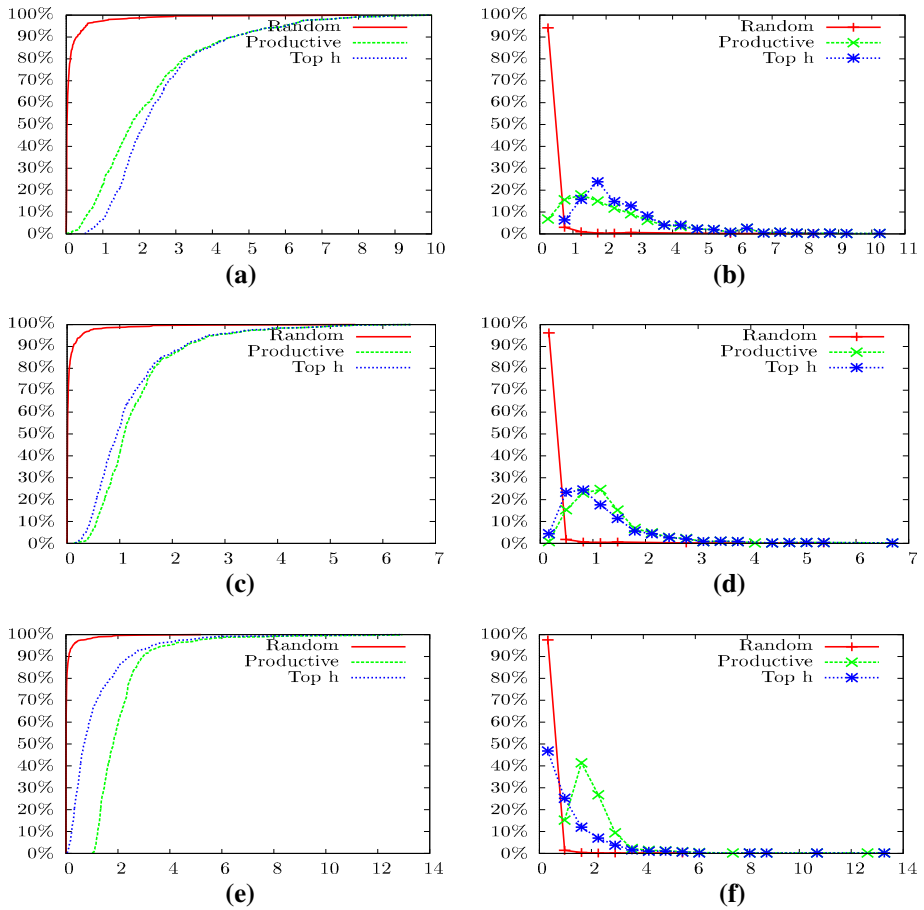 100%
90%
80%
70%
60%
50%
40%
30%
20%
10%
0%
0 1 2 3 4 5 6 7 8 9 10
Random
Productive
Top h
(a)
100%
90%
80%
70%
60%
50%
40%
30%
20%
10%
0%
0 1 2 3 4 5 6 7 8 9 10 11
Random
Productive
Top h
(b)
100%
90%
80%
70%
60%
50%
40%
30%
20%
10%
0%
0 1 2 3 4 5 6 7
Random
Productive
Top h
(c)
100%
90%
80%
70%
60%
50%
40%
30%
20%
10%
0%
0 1 2 3 4 5 6 7
Random
Productive
Top h
(d)
100%
90%
80%
70%
60%
50%
40%
30%
20%
10%
0%
0 2 4 6 8 10 12 14
Random
Productive
Top h
(e)
100%
90%
80%
70%
60%
50%
40%
30%
20%
10%
0%
0 2 4 6 8 10 12 14
Random
Productive
Top h
(f)